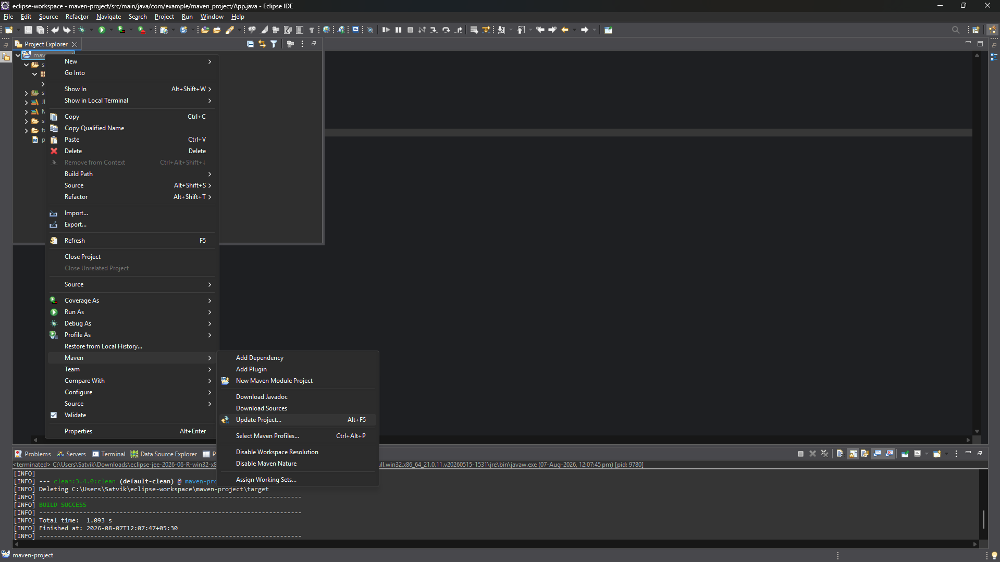 eclipse-workspace - maven-project/src/main/java/com/example/maven_project/App.java - Eclipse IDE
File Edit Source Refactor Navigate Search Project Run Window Help
Project Explorer
New
Go Into
Show In Alt+Shift+W
Show in Local Terminal
Copy Ctrl+C
Copy Qualified Name
Paste Ctrl+V
Delete Delete
Remove from Context Ctrl+Alt+Shift+↓
Build Path
Source Alt+Shift+S
Refactor Alt+Shift+T
Import...
Export...
Refresh F5
Close Project
Close Unrelated Project
Source
Coverage As
Run As
Debug As
Profile As
Restore from Local History...
Maven
Team
Compare With
Configure
Source
Validate
Properties Alt+Enter
Add Dependency
Add Plugin
New Maven Module Project
Download Javadoc
Download Sources
Update Project... Alt+F5
Select Maven Profiles... Ctrl+Alt+P
Disable Workspace Resolution
Disable Maven Nature
Assign Working Sets...
Problems Servers Terminal Data Source Explorer P
<terminated> C:\Users\Satvik\Downloads\eclipse-jee-2026-06-R-win32-x8 ull.win32.x86_64_21.0.11.v20260515-1531\jre\bin\javaw.exe (07-Aug-2026, 12:07:45 pm) [pid: 9780]
[INFO]
[INFO] --- clean:3.4.0:clean (default-clean) @ maven-pro
[INFO] Deleting C:\Users\Satvik\eclipse-workspace\maven-project\target
[INFO] ------------------------------------------------------------------------
[INFO] BUILD SUCCESS
[INFO] ------------------------------------------------------------------------
[INFO] Total time:  1.093 s
[INFO] Finished at: 2026-08-07T12:07:47+05:30
[INFO] ------------------------------------------------------------------------
maven-project